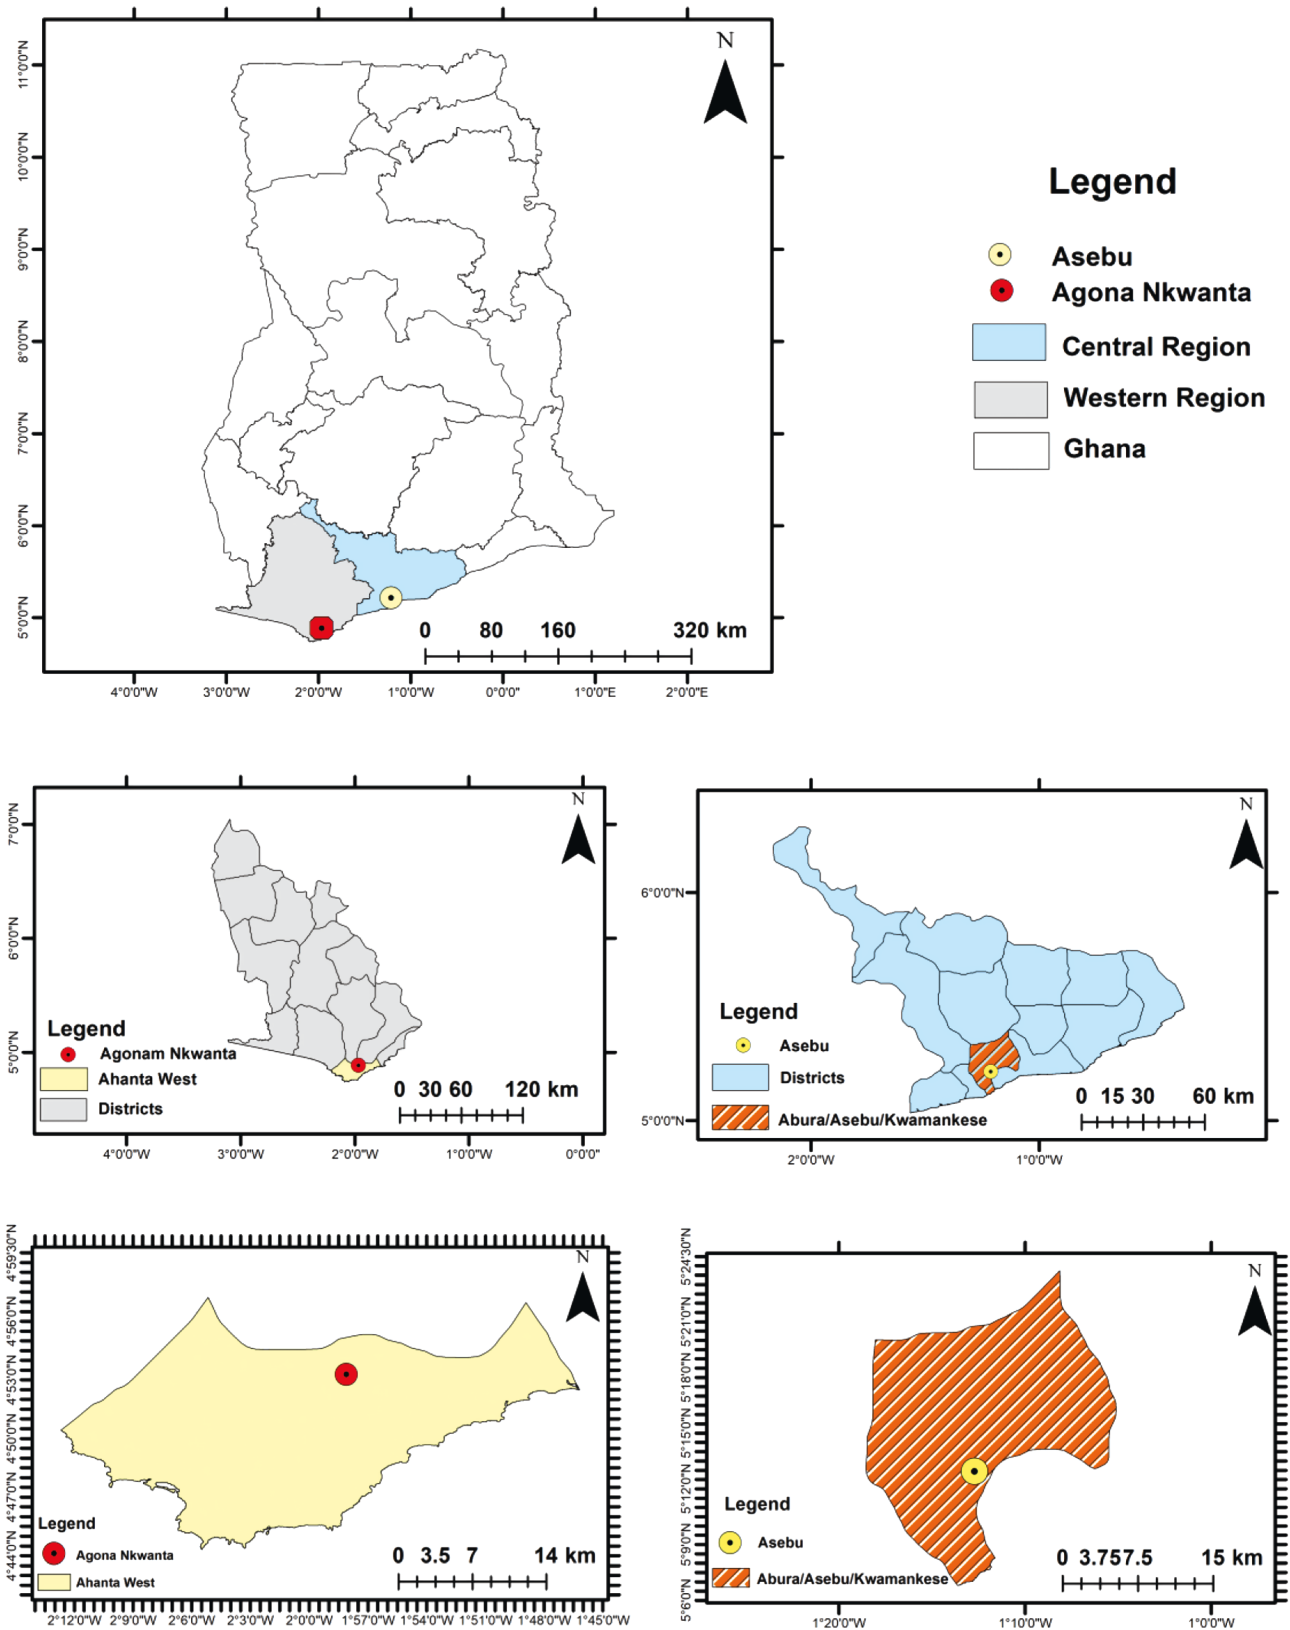 N
11°0'0"N
10°0'0"N
9°0'0"N
8°0'0"N
7°0'0"N
6°0'0"N
5°0'0"N
0 80 160 320 km
4°0'0"W 3°0'0"W 2°0'0"W 1°0'0"W 0°0'0" 1°0'0"E 2°0'0"E
Legend
Asebu
Agona Nkwanta
Central Region
Western Region
Ghana
N
7°0'0"N
6°0'0"N
5°0'0"N
Legend
Agonam Nkwanta
Ahanta West
Districts
0 30 60 120 km
4°0'0"W 3°0'0"W 2°0'0"W 1°0'0"W 0°0'0"
N
6°0'0"N
5°0'0"N
Legend
Asebu
Districts
Abura/Asebu/Kwamankese
0 15 30 60 km
2°0'0"W 1°0'0"W
N
4°59'30"N
4°56'0"N
4°53'0"N
4°50'0"N
4°47'0"N
4°44'0"N
Legend
Agona Nkwanta
Ahanta West
0 3.5 7 14 km
2°12'0"W 2°9'0"W 2°6'0"W 2°3'0"W 2°0'0"W 1°57'0"W 1°54'0"W 1°51'0"W 1°48'0"W 1°45'0"W
N
5°24'30"N
5°21'0"N
5°18'0"N
5°15'0"N
5°12'0"N
5°9'0"N
5°6'0"N
Legend
Asebu
Abura/Asebu/Kwamankese
0 3.757.5 15 km
1°20'0"W 1°10'0"W 1°0'0"W